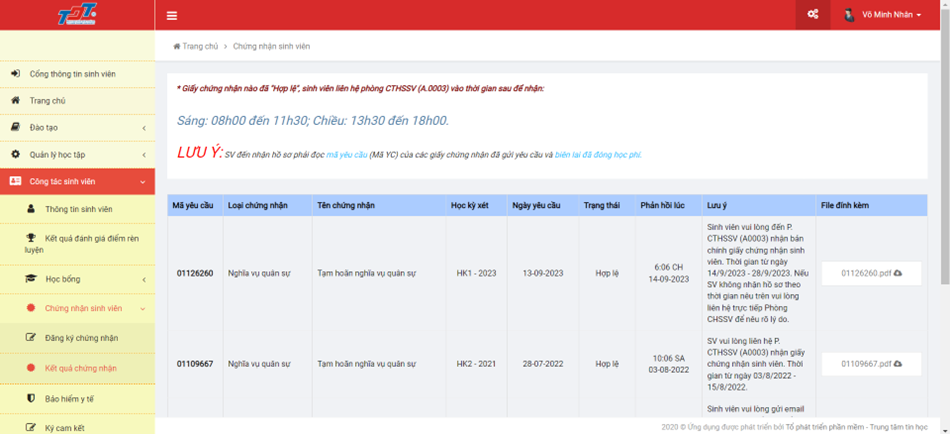 TDT
Võ Minh Nhân
Trang chủ > Chứng nhận sinh viên
Cổng thông tin sinh viên
Trang chủ
Đào tạo
Quản lý học tập
Công tác sinh viên
Thông tin sinh viên
Kết quả đánh giá điểm rèn
luyện
Học bổng
Chứng nhận sinh viên
Đăng ký chứng nhận
Kết quả chứng nhận
Bảo hiểm y tế
Ký cam kết
* Giấy chứng nhận nào đã "Hợp lệ", sinh viên liên hệ phòng CTHSSV (A.0003) vào thời gian sau để nhận:
Sáng: 08h00 đến 11h30; Chiều: 13h30 đến 18h00.
LƯU Ý: SV đến nhận hồ sơ phải đọc mã yêu cầu (Mã YC) của các giấy chứng nhận đã gửi yêu cầu và biên lai đã đóng học phí.
Mã yêu cầu Loại chứng nhận Tên chứng nhận Học kỳ xét Ngày yêu cầu Trạng thái Phản hồi lúc Lưu ý File đính kèm
01126260 Nghĩa vụ quân sự Tạm hoãn nghĩa vụ quân sự HK1 - 2023 13-09-2023 Hợp lệ
6:06 CH
14-09-2023
Sinh viên vui lòng đến P.
CTHSSV (A0003) nhận bản
chính giấy chứng nhận sinh
viên. Thời gian từ ngày
14/9/2023 - 28/9/2023. Nếu
SV không nhận hồ sơ theo
thời gian nêu trên vui lòng
liên hệ trực tiếp Phòng
CHSSV để nêu rõ lý do.
01126260.pdf
01109667 Nghĩa vụ quân sự Tạm hoãn nghĩa vụ quân sự HK2 - 2021 28-07-2022 Hợp lệ
10:06 SA
03-08-2022
SV vui lòng liên hệ P.
CTHSSV (A0003) nhận giấy
chứng nhận sinh viên. Thời
gian từ ngày 03/8/2022 -
15/8/2022.
01109667.pdf
Sinh viên vui lòng gửi email
2020 © Ứng dụng được phát triển bởi Tổ phát triển phần mềm - Trung tâm tin học